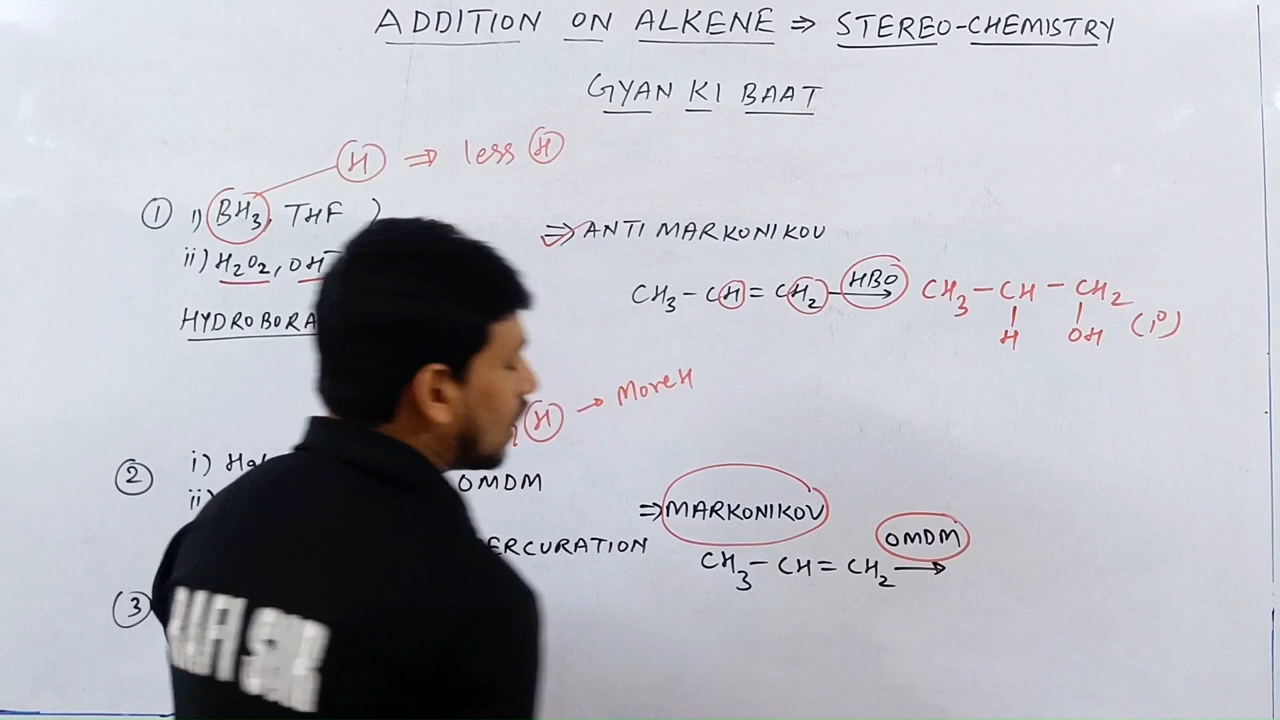 ADDITION ON ALKENE ⇒ STEREO-CHEMISTRY
GYAN KI BAAT
H ⇒ less H
① i) BH3, THF )
ii) H2O2, OH
HYDROBORA
⇒ ANTI MARKONIKOV
CH3-CH=CH2 HBO→ CH3-CH-CH2
H OH (1°)
H → More H
② i) Hg
ii)
OMDM
ERCURATION
⇒ MARKONIKOV
CH3-CH=CH2 OMDM→
③
RAFI SIR